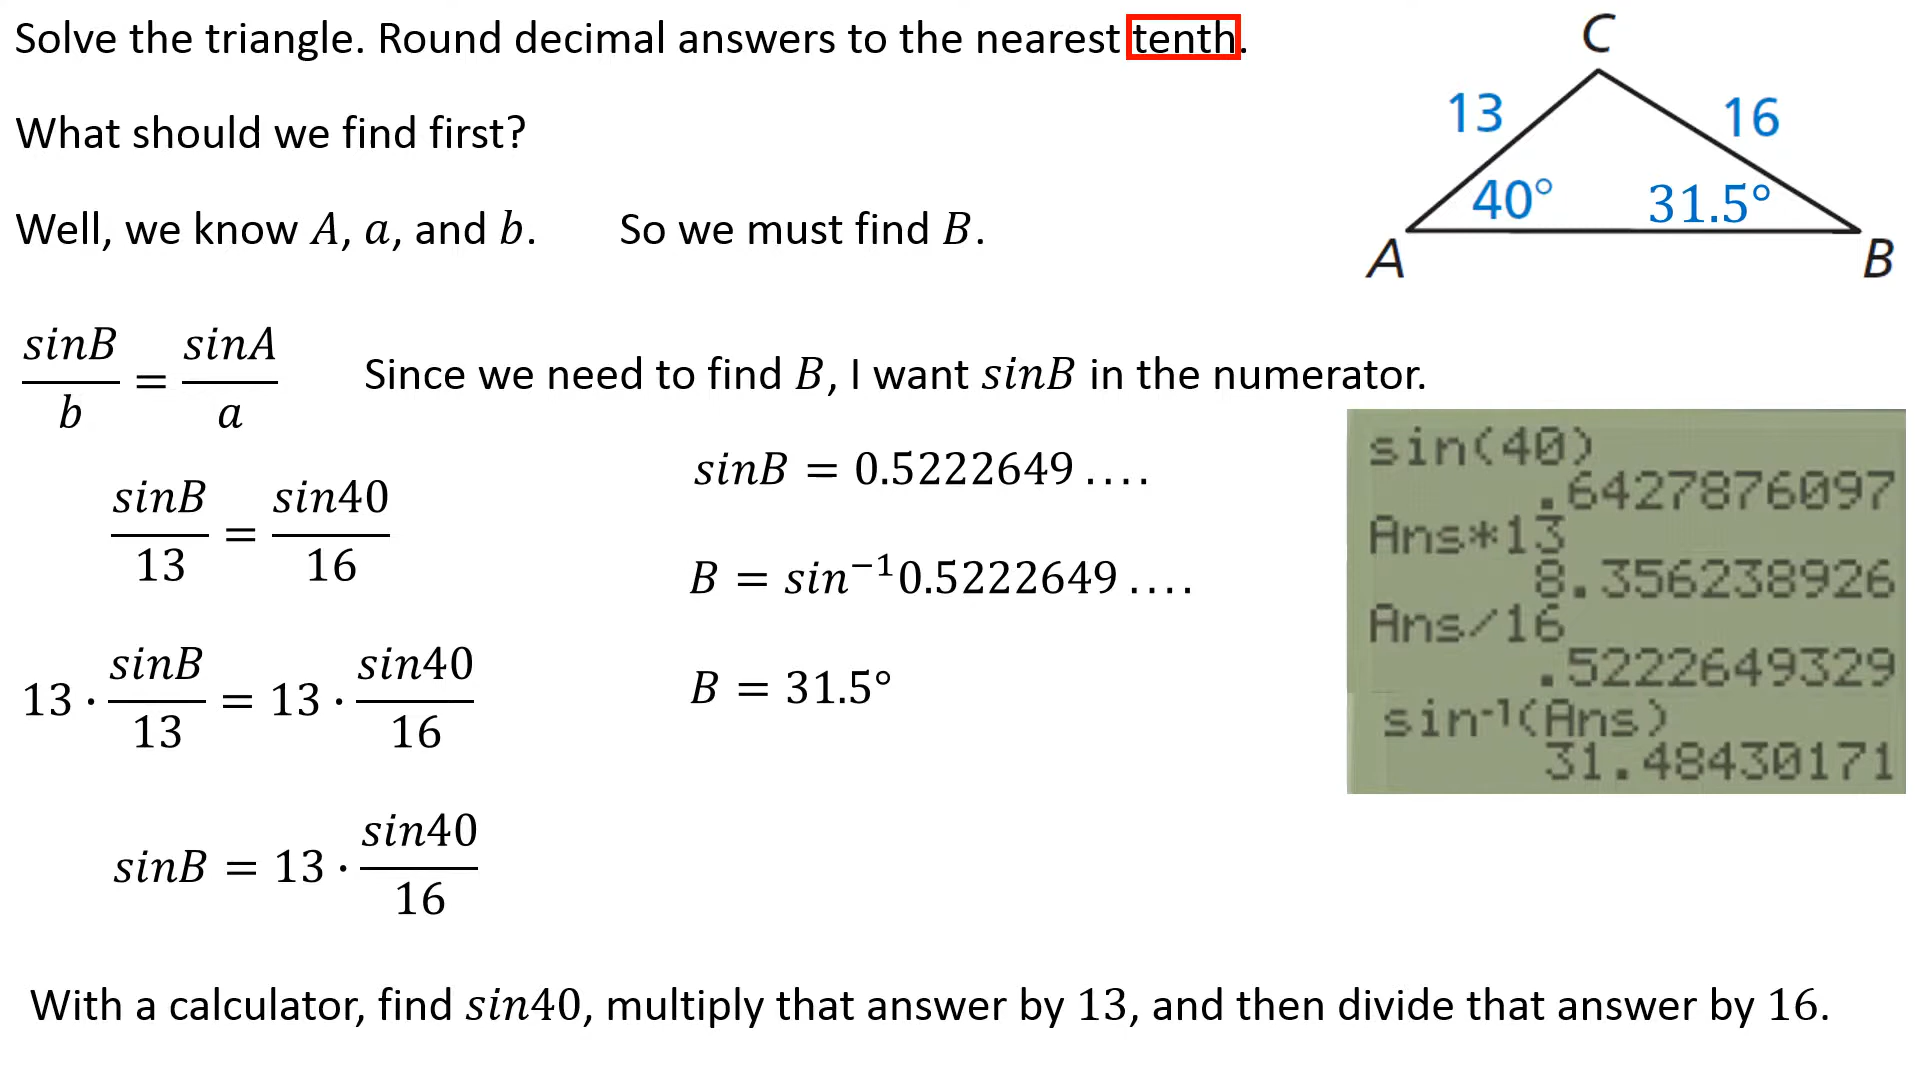 Solve the triangle. Round decimal answers to the nearest tenth.
What should we find first?
Well, we know A, a, and b. So we must find B.
C
13
16
40°
31.5°
A
B
sinB/b = sinA/a
Since we need to find B, I want sinB in the numerator.
sinB/13 = sin40/16
13 · sinB/13 = 13 · sin40/16
sinB = 13 · sin40/16
sinB = 0.5222649 ....
B = sin⁻¹0.5222649 ....
B = 31.5°
sin(40)
.6427876097
Ans*13
8.356238926
Ans/16
.5222649329
sin⁻¹(Ans)
31.48430171
With a calculator, find sin40, multiply that answer by 13, and then divide that answer by 16.